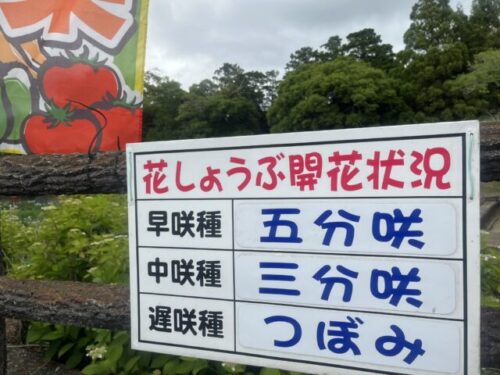 花しょうぶ開花状況
早咲種 五分咲
中咲種 三分咲
遅咲種 つぼみ